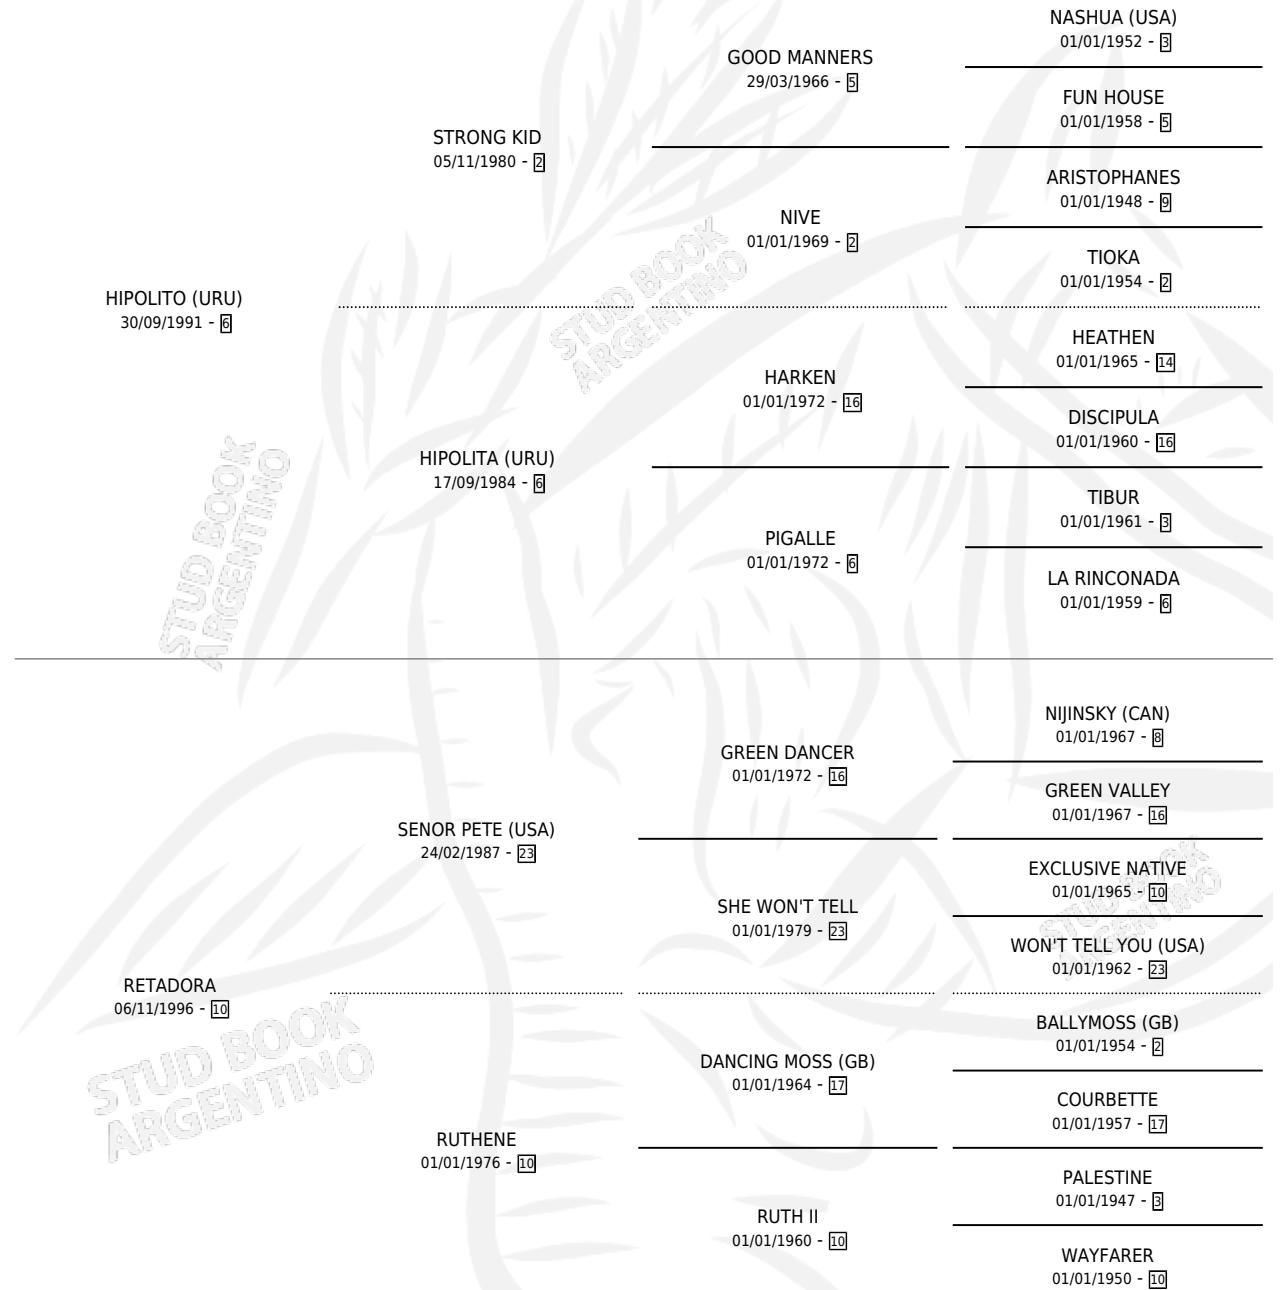 NASHUA (USA)
01/01/1952 - 3
GOOD MANNERS
29/03/1966 - 5
FUN HOUSE
01/01/1958 - 5
STRONG KID
05/11/1980 - 2
ARISTOPHANES
01/01/1948 - 9
NIVE
01/01/1969 - 2
TIOKA
01/01/1954 - 2
HIPOLITO (URU)
30/09/1991 - 6
STUD BOOK
ARGENTINO
HEATHEN
01/01/1965 - 14
HARKEN
01/01/1972 - 16
DISCIPULA
01/01/1960 - 16
HIPOLITA (URU)
17/09/1984 - 6
TIBUR
01/01/1961 - 3
PIGALLE
01/01/1972 - 6
LA RINCONADA
01/01/1959 - 6
STUD BOOK
ARGENTINO
NIJINSKY (CAN)
01/01/1967 - 8
GREEN DANCER
01/01/1972 - 16
GREEN VALLEY
01/01/1967 - 16
SENOR PETE (USA)
24/02/1987 - 23
EXCLUSIVE NATIVE
01/01/1965 - 10
SHE WON'T TELL
01/01/1979 - 23
STUD BOOK
ARGENTINO
WON'T TELL YOU (USA)
01/01/1962 - 23
RETADORA
06/11/1996 - 10
STUD BOOK
ARGENTINO
BALLYMOSS (GB)
01/01/1954 - 2
DANCING MOSS (GB)
01/01/1964 - 17
COURBETTE
01/01/1957 - 17
RUTHENE
01/01/1976 - 10
PALESTINE
01/01/1947 - 3
RUTH II
01/01/1960 - 10
WAYFARER
01/01/1950 - 10